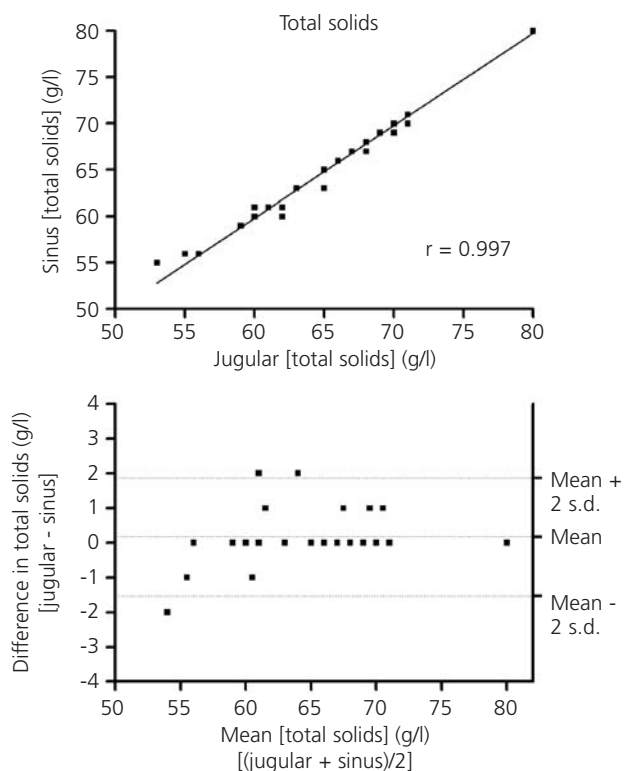 Total solids
80
75
70
65
60
55
50
Sinus [total solids] (g/l)
r = 0.997
50 55 60 65 70 75 80
Jugular [total solids] (g/l)
4
3
2
1
0
-1
-2
-3
-4
Difference in total solids (g/l)
[jugular - sinus]
Mean +
2 s.d.
Mean
Mean -
2 s.d.
50 55 60 65 70 75 80
Mean [total solids] (g/l)
[(jugular + sinus)/2]